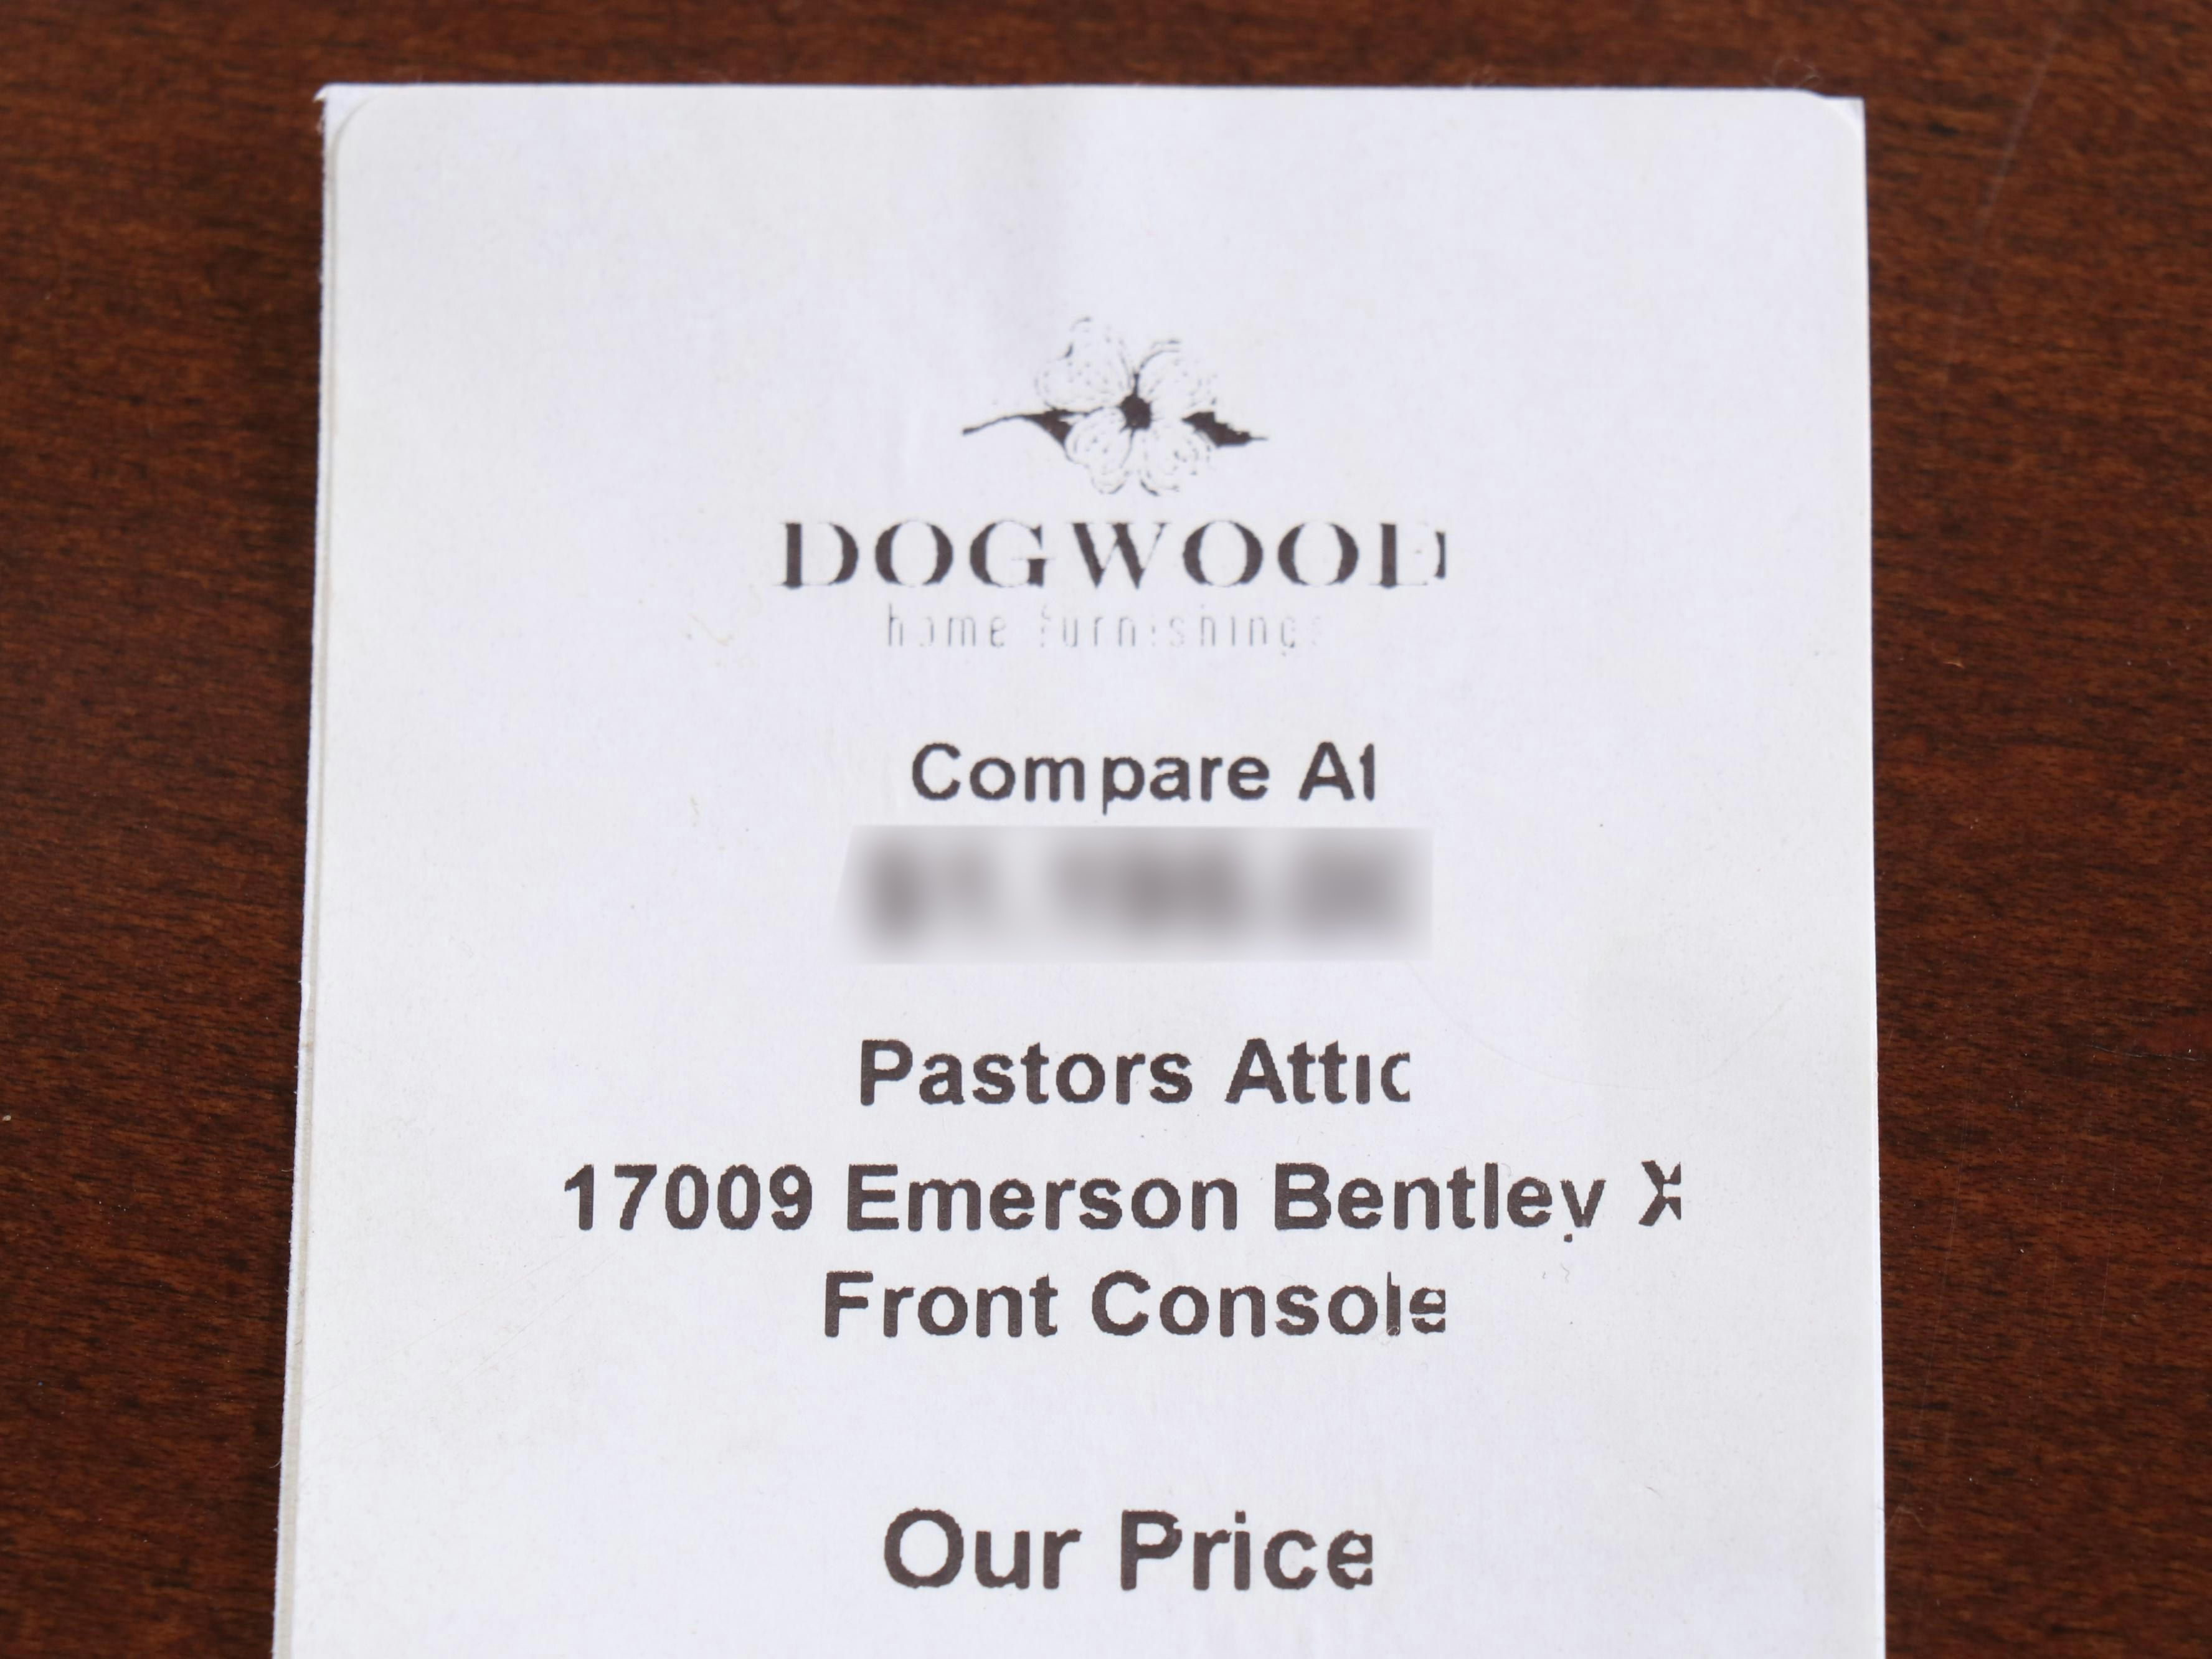 DOGWOOD
home furnishings
Compare At
Pastors Attic
17009 Emerson Bentley X
Front Console
Our Price